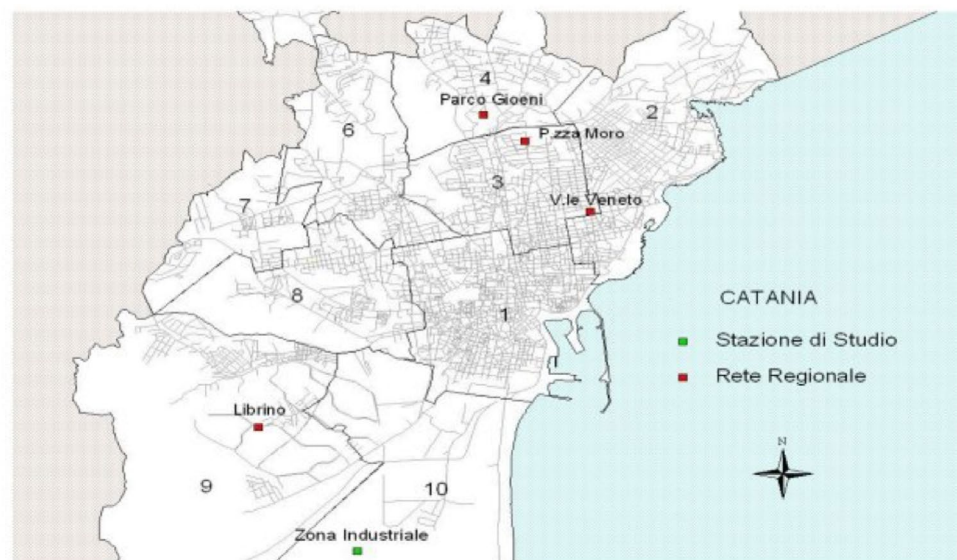 4
Parco Gioeni
2
6
P.zza Moro
3
7
V.le Veneto
8
CATANIA
1
Stazione di Studio
Rete Regionale
Librino
N
9
10
Zona Industriale